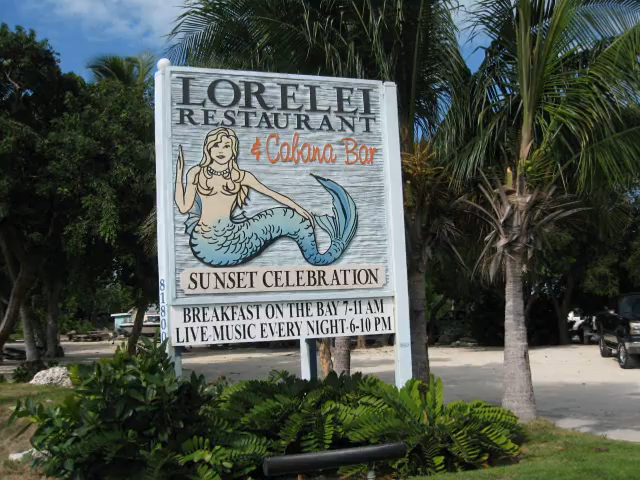 LORELEI
RESTAURANT
& Cabana Bar
SUNSET CELEBRATION
BREAKFAST ON THE BAY 7-11 AM
LIVE MUSIC EVERY NIGHT-6-10 PM